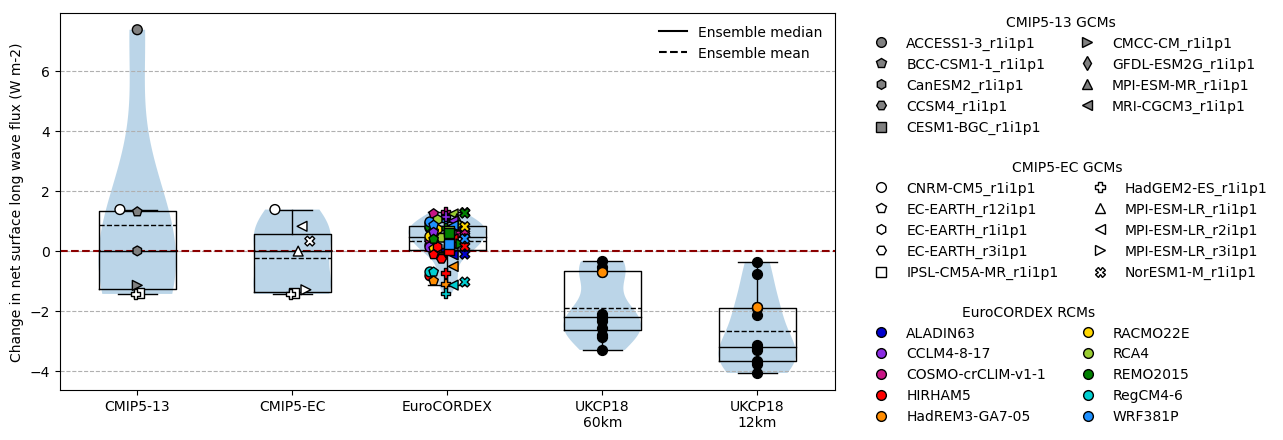 Change in net surface long wave flux (W m-2)
6
4
2
0
−2
−4
Ensemble median
Ensemble mean
CMIP5-13
CMIP5-EC
EuroCORDEX
UKCP18
60km
UKCP18
12km
CMIP5-13 GCMs
ACCESS1-3_r1i1p1
BCC-CSM1-1_r1i1p1
CanESM2_r1i1p1
CCSM4_r1i1p1
CESM1-BGC_r1i1p1
CMCC-CM_r1i1p1
GFDL-ESM2G_r1i1p1
MPI-ESM-MR_r1i1p1
MRI-CGCM3_r1i1p1
CMIP5-EC GCMs
CNRM-CM5_r1i1p1
EC-EARTH_r12i1p1
EC-EARTH_r1i1p1
EC-EARTH_r3i1p1
IPSL-CM5A-MR_r1i1p1
HadGEM2-ES_r1i1p1
MPI-ESM-LR_r1i1p1
MPI-ESM-LR_r2i1p1
MPI-ESM-LR_r3i1p1
NorESM1-M_r1i1p1
EuroCORDEX RCMs
ALADIN63
CCLM4-8-17
COSMO-crCLIM-v1-1
HIRHAM5
HadREM3-GA7-05
RACMO22E
RCA4
REMO2015
RegCM4-6
WRF381P